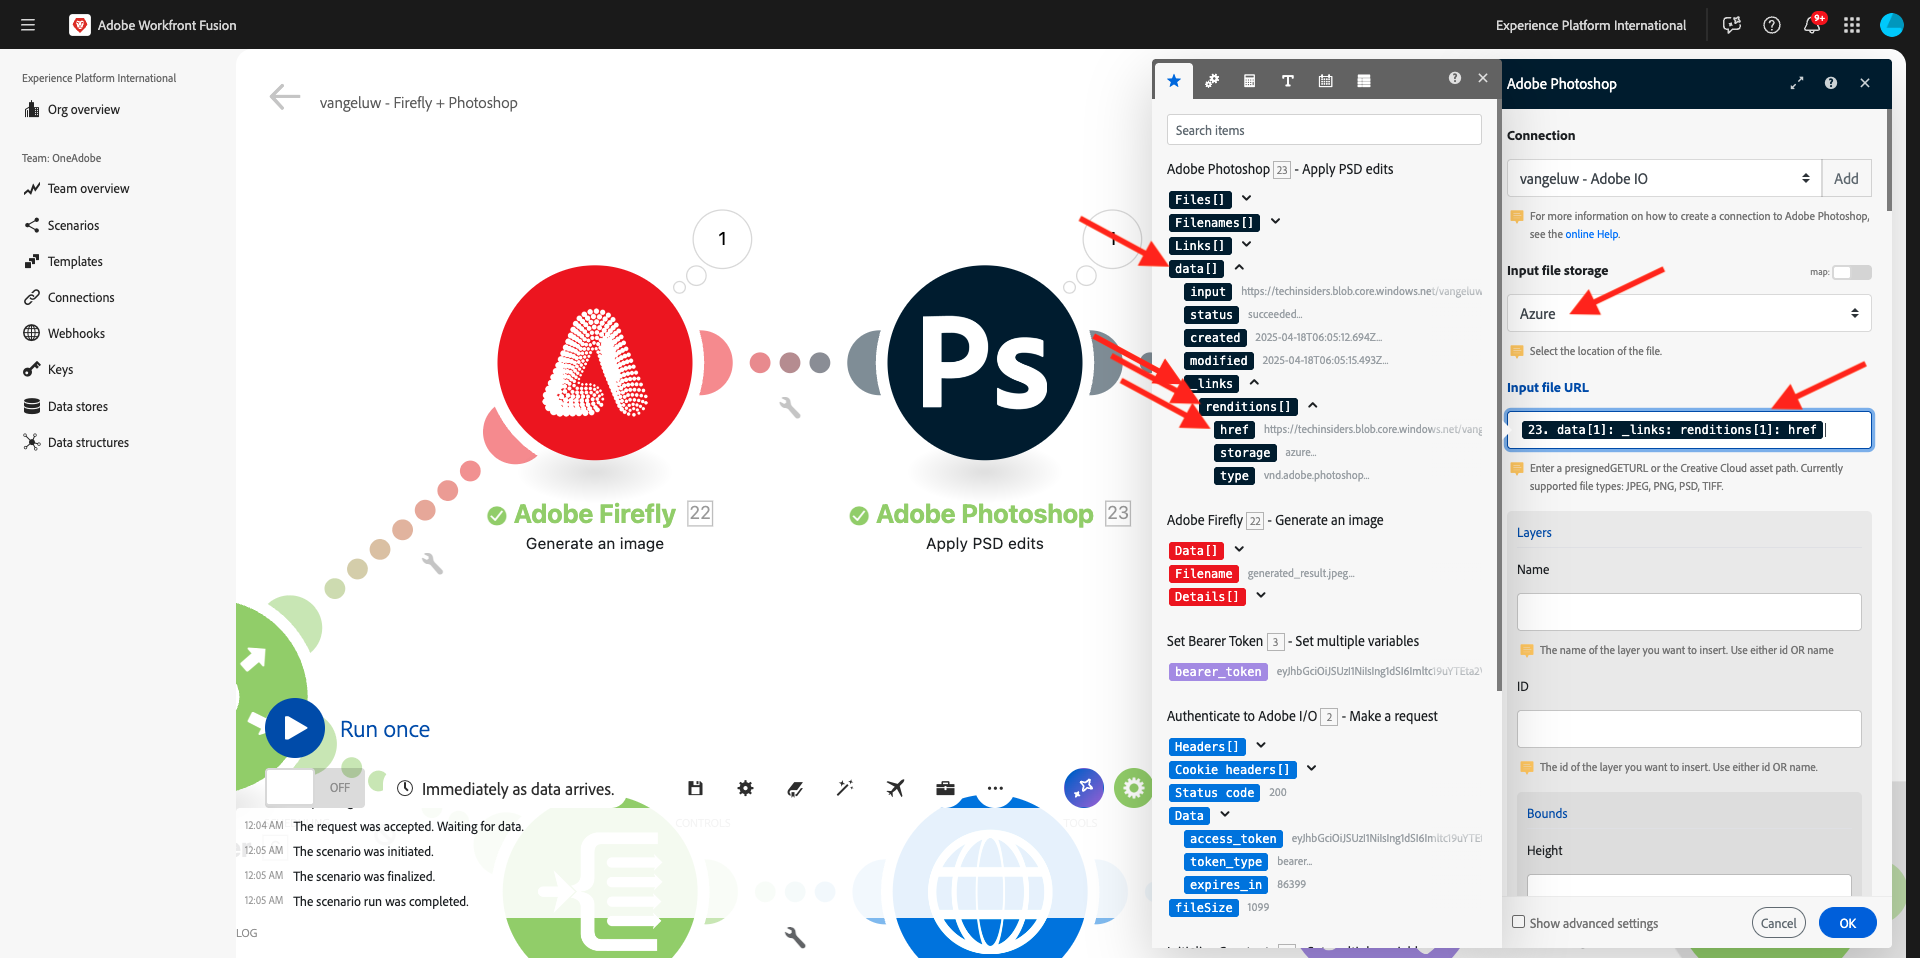 Adobe Workfront Fusion
Experience Platform International
9+
Experience Platform International
Org overview
Team: OneAdobe
Team overview
Scenarios
Templates
Connections
Webhooks
Keys
Data stores
Data structures
vangeluw - Firefly + Photoshop
1
1
Ps
Adobe Firefly 22
Generate an image
Adobe Photoshop 23
Apply PSD edits
Run once
OFF
Immediately as data arrives.
CONTROLS
TOOLS
12:04 AM The request was accepted. Waiting for data.
12:05 AM The scenario was initiated.
12:05 AM The scenario was finalized.
12:05 AM The scenario run was completed.
LOG
Search items
Adobe Photoshop 23 - Apply PSD edits
Files[]
Filenames[]
Links[]
data[]
input https://techinsiders.blob.core.windows.net/vangeluw
status succeeded...
created 2025-04-18T06:05:12.694Z...
modified 2025-04-18T06:05:15.493Z...
_links
renditions[]
href https://techinsiders.blob.core.windows.net/vang
storage azure...
type vnd.adobe.photoshop...
Adobe Firefly 22 - Generate an image
Data[]
Filename generated_result.jpeg...
Details[]
Set Bearer Token 3 - Set multiple variables
bearer_token
Authenticate to Adobe I/O 2 - Make a request
Headers[]
Cookie headers[]
Status code 200
Data
access_token
token_type bearer...
expires_in 86399
fileSize 1099
Adobe Photoshop
Connection
vangeluw - Adobe IO
Add
For more information on how to create a connection to Adobe Photoshop,
see the online Help.
Input file storage
map:
Azure
Select the location of the file.
Input file URL
23. data[1]: _links: renditions[1]: href
Enter a presignedGETURL or the Creative Cloud asset path. Currently
supported file types: JPEG, PNG, PSD, TIFF.
Layers
Name
The name of the layer you want to insert. Use either id OR name
ID
The id of the layer you want to insert. Use either id OR name.
Bounds
Height
Show advanced settings
Cancel
OK